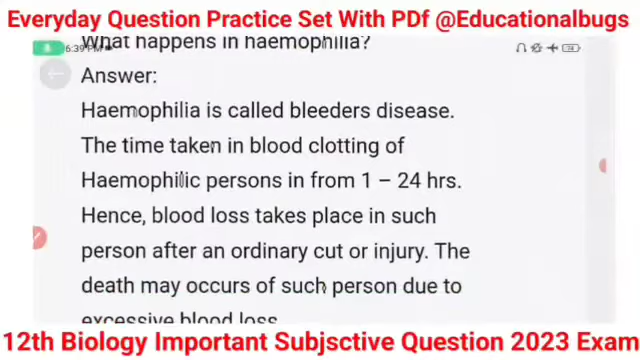 Everyday Question Practice Set With PDf @Educationalbugs
What happens in haemophilia?
6:39 PM
Answer:
Haemophilia is called bleeders disease.
The time taken in blood clotting of
Haemophilic persons in from 1 – 24 hrs.
Hence, blood loss takes place in such
person after an ordinary cut or injury. The
death may occurs of such person due to
excessive blood loss
12th Biology Important Subjsctive Question 2023 Exam